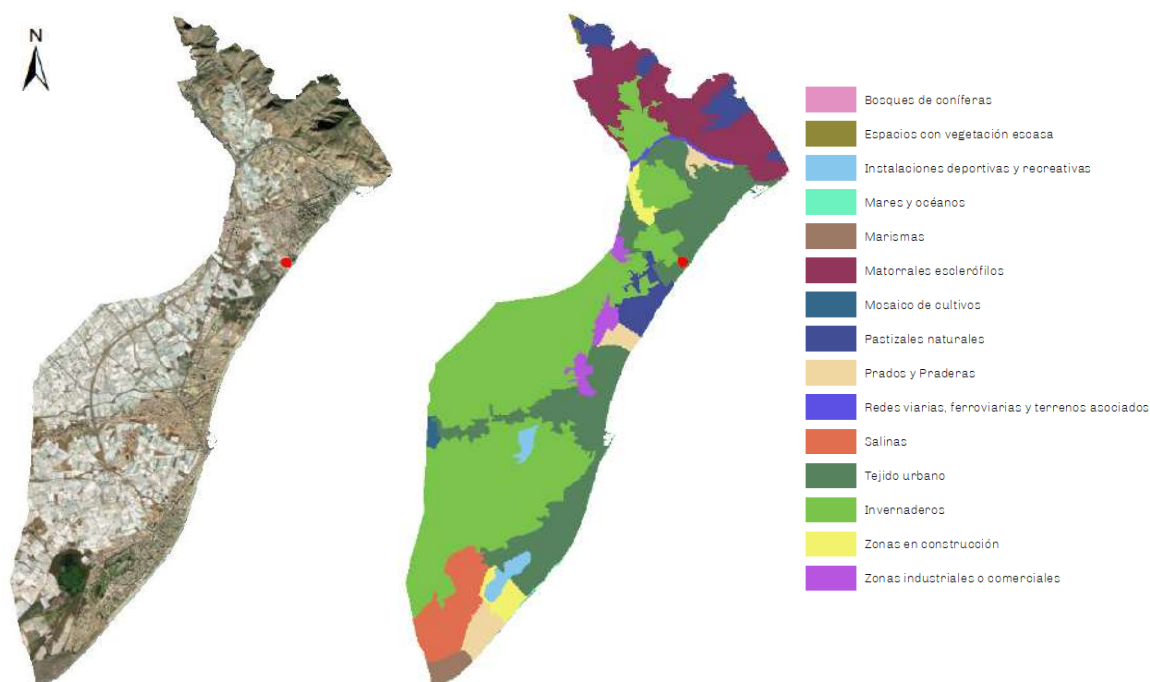 N
Bosques de coníferas
Espacios con vegetación escasa
Instalaciones deportivas y recreativas
Mares y océanos
Marismas
Matorrales esclerófilos
Mosaico de cultivos
Pastizales naturales
Prados y Praderas
Redes viarias, ferroviarias y terrenos asociados
Salinas
Tejido urbano
Invernaderos
Zonas en construcción
Zonas industriales o comerciales